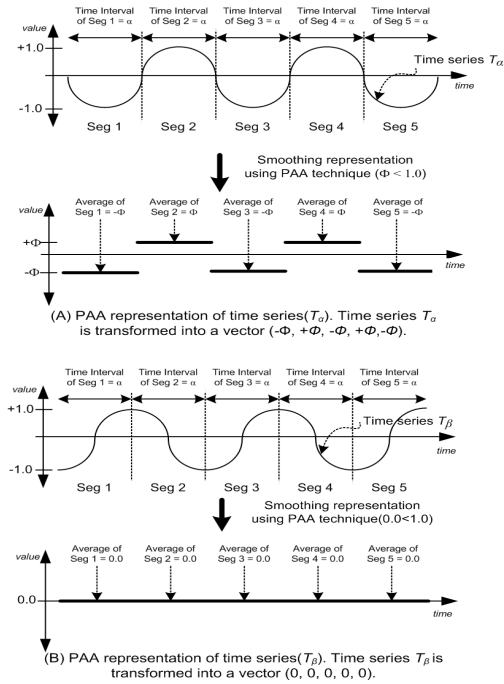 Time Interval of Seg 1 = α
Time Interval of Seg 2 = α
Time Interval of Seg 3 = α
Time Interval of Seg 4 = α
Time Interval of Seg 5 = α
value
+1.0
-1.0
Time series Tα
time
Seg 1
Seg 2
Seg 3
Seg 4
Seg 5
Smoothing representation
using PAA technique (Φ < 1.0)
value
Average of Seg 1 = -Φ
Average of Seg 2 = Φ
Average of Seg 3 = -Φ
Average of Seg 4 = Φ
Average of Seg 5 = -Φ
+Φ
-Φ
time
(A) PAA representation of time series(Tα). Time series Tα
is transformed into a vector (-Φ, +Φ, -Φ, +Φ,-Φ).
Time Interval of Seg 1 = α
Time Interval of Seg 2 = α
Time Interval of Seg 3 = α
Time Interval of Seg 4 = α
Time Interval of Seg 5 = α
value
+1.0
-1.0
Time series Tβ
time
Seg 1
Seg 2
Seg 3
Seg 4
Seg 5
Smoothing representation
using PAA technique(0.0<1.0)
value
Average of Seg 1 = 0.0
Average of Seg 2 = 0.0
Average of Seg 3 = 0.0
Average of Seg 4 = 0.0
Average of Seg 5 = 0.0
0.0
time
(B) PAA representation of time series(Tβ). Time series Tβ is
transformed into a vector (0, 0, 0, 0, 0).